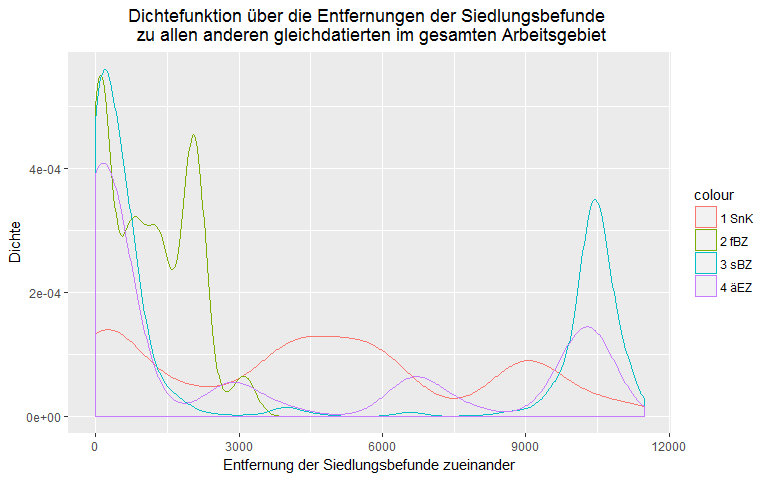 Dichtefunktion über die Entfernungen der Siedlungsbefunde
zu allen anderen gleichdatierten im gesamten Arbeitsgebiet
Dichte
4e-04
2e-04
0e+00
0
3000
6000
9000
12000
Entfernung der Siedlungsbefunde zueinander
colour
1 SnK
2 fBZ
3 sBZ
4 äEZ